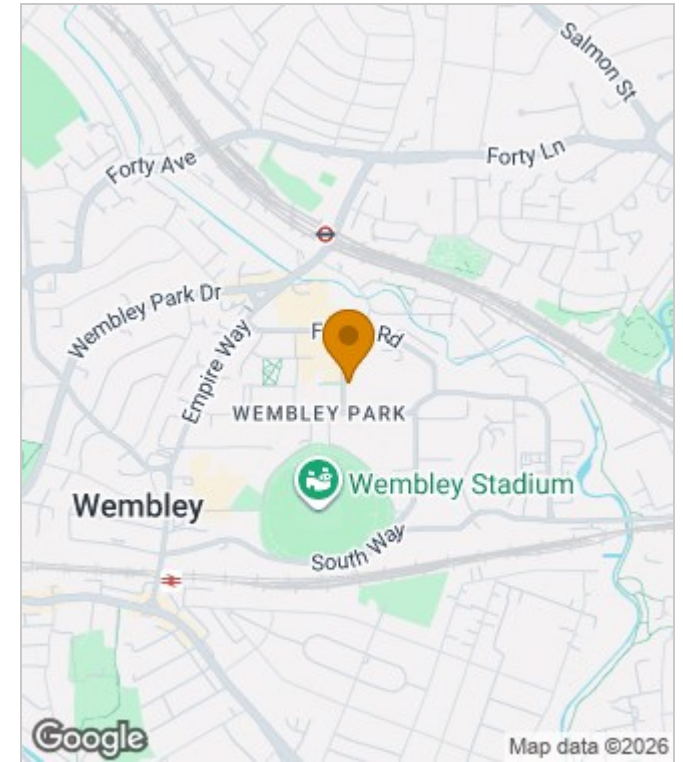 Salmon St
Forty Ave
Forty Ln
Wembley Park Dr
Empire Way
F Rd
WEMBLEY PARK
Wembley Stadium
Wembley
South Way
Google
Map data ©2026